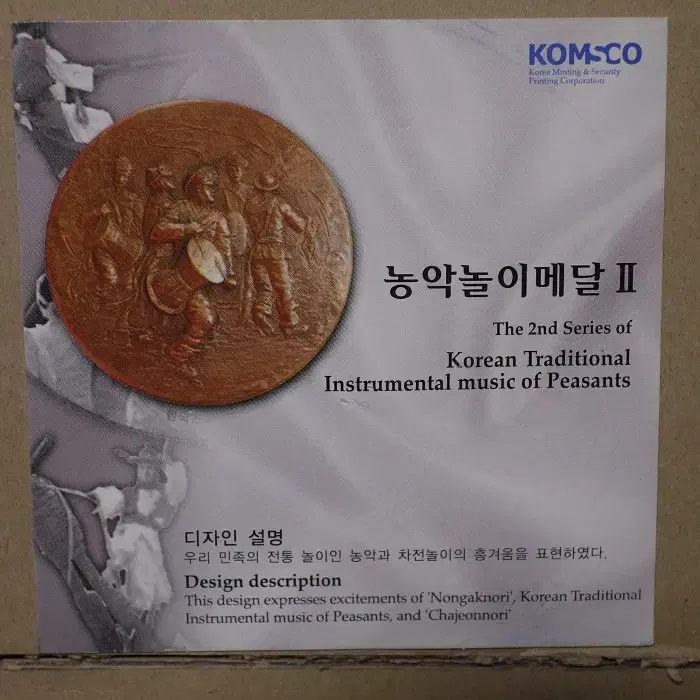 KOMSCO
Korea Minting & Security
Printing Corporation
농악놀이메달 II
The 2nd Series of
Korean Traditional
Instrumental music of Peasants
디자인 설명
우리 민족의 전통 놀이인 농악과 차전놀이의 흥겨움을 표현하였다.
Design description
This design expresses excitements of 'Nongaknori', Korean Traditional
Instrumental music of Peasants, and 'Chajeonnori'